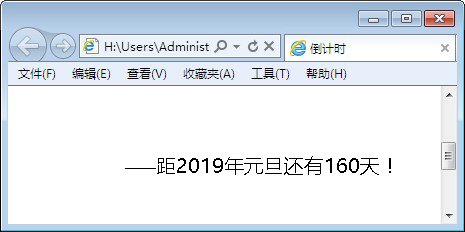 H:\Users\Administ
倒计时
文件(F) 编辑(E) 查看(V) 收藏夹(A) 工具(T) 帮助(H)
——距2019年元旦还有160天！